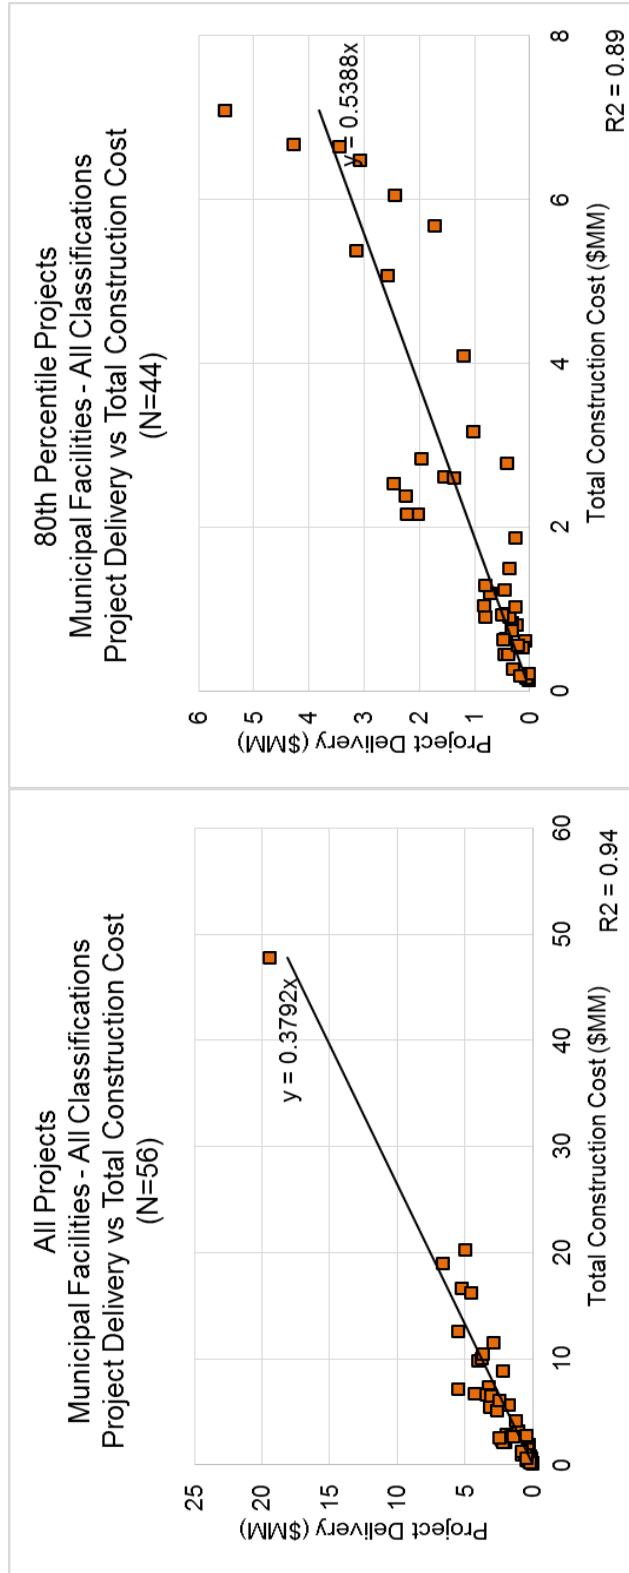 All Projects
Municipal Facilities - All Classifications
Project Delivery vs Total Construction Cost
(N=56)
25
20
15
10
5
0
Project Delivery ($MM)
y = 0.3792x
0
10
20
30
40
50
60
Total Construction Cost ($MM)
R2 = 0.94
80th Percentile Projects
Municipal Facilities - All Classifications
Project Delivery vs Total Construction Cost
(N=44)
6
5
4
3
2
1
0
Project Delivery ($MM)
y = 0.5388x
0
2
4
6
8
Total Construction Cost ($MM)
R2 = 0.89